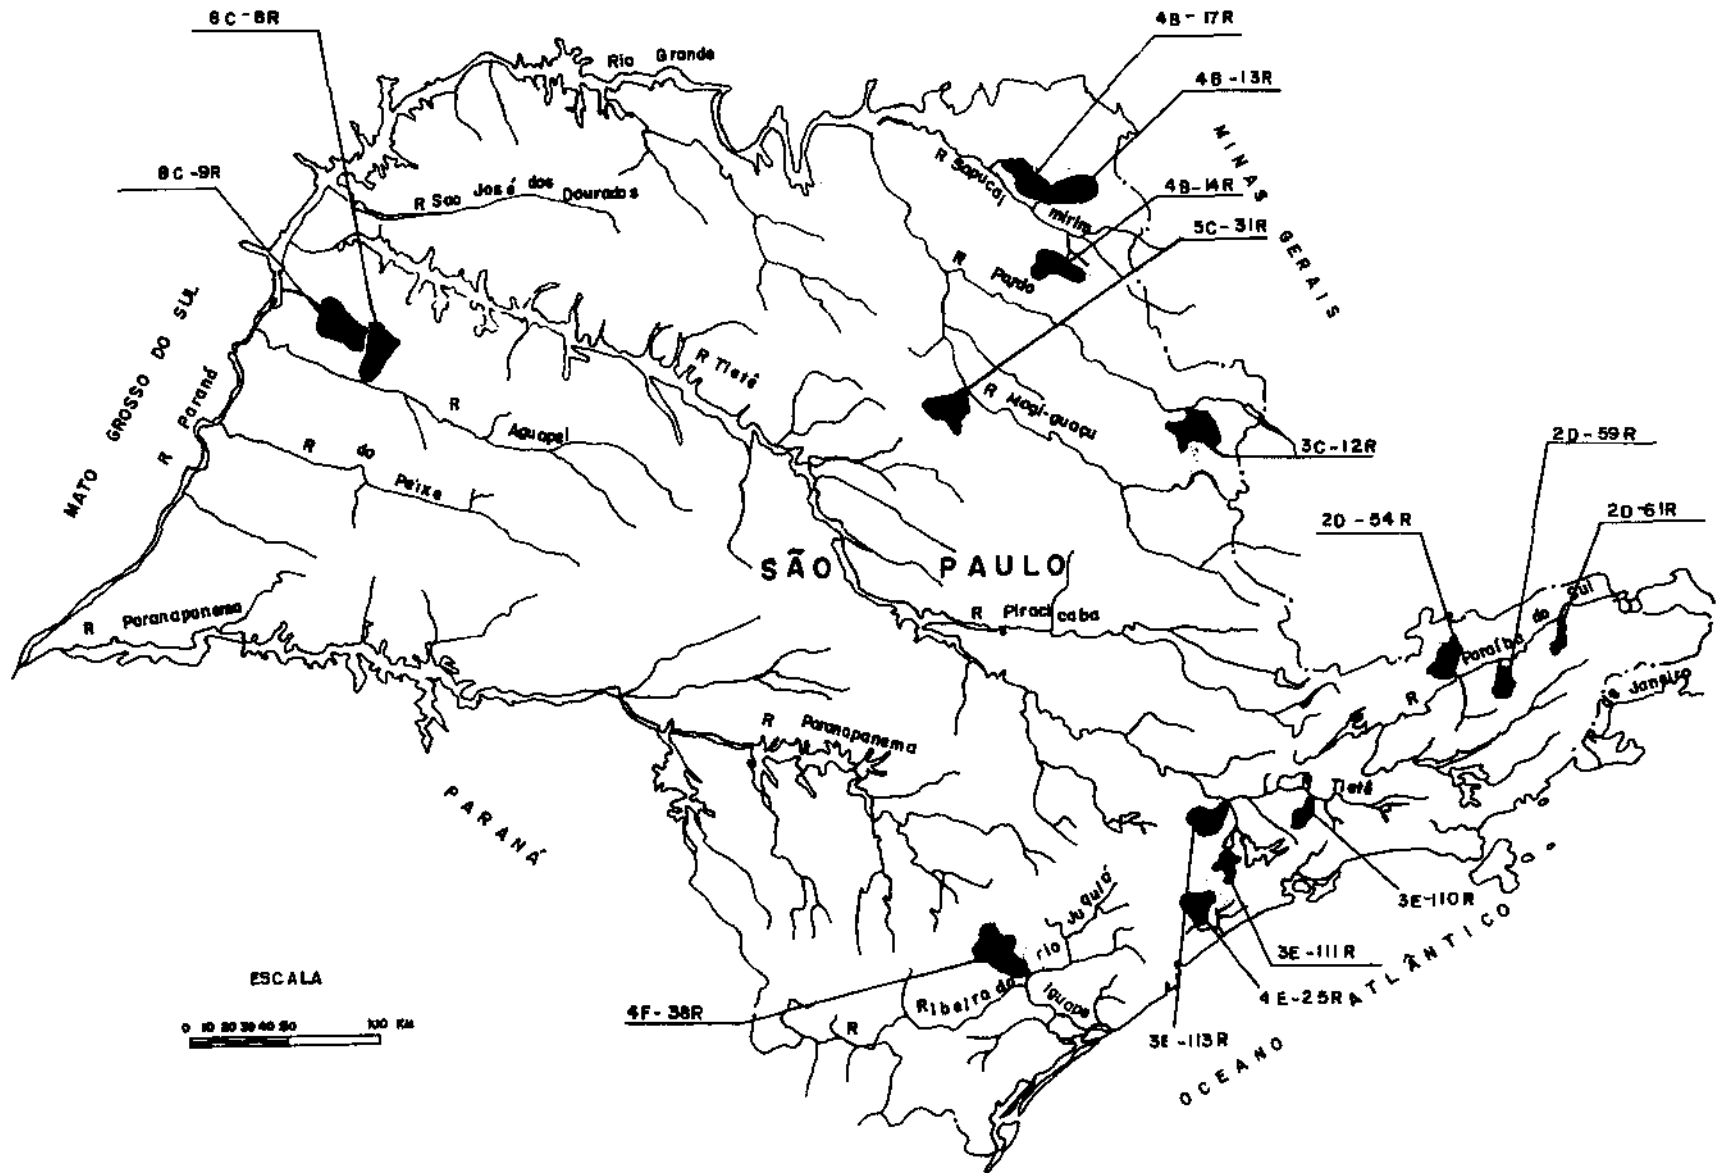 8C-8R
4B-17R
Rio Grande
4B-13R
MINAS GERAIS
8C-9R
R Sapucaí
mirim
4B-14R
R São José dos Dourados
5C-31R
R Pardo
MATO GROSSO DO SUL
R Paraná
R Tietê
R Mogi-guaçu
R Aguapeí
3C-12R
2D-59R
R do Peixe
2D-61R
2D-54R
SÃO PAULO
R Paranapanema
R Piracicaba
R Paraíba do Sul
R de Janeiro
R Paranapanema
R Tietê
PARANÁ
3E-110R
rio Juquiá
3E-111R
ESCALA
4E-25R
R Ribeira do Iguape
4F-38R
0 10 20 30 40 50 100 KM
3E-113R
OCEANO ATLÂNTICO